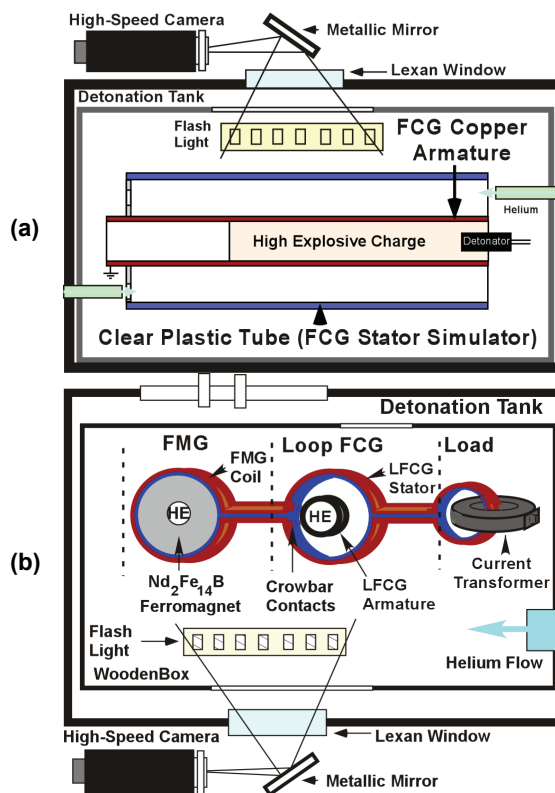 High-Speed Camera
Metallic Mirror
Lexan Window
Detonation Tank
Flash
Light
FCG Copper
Armature
Helium
(a)
High Explosive Charge
Detonator
Clear Plastic Tube (FCG Stator Simulator)
Detonation Tank
FMG
Loop FCG
Load
FMG
Coil
LFCG
Stator
HE
HE
(b)
Nd2Fe14B
Ferromagnet
Crowbar
Contacts
LFCG
Armature
Current
Transformer
Flash
Light
WoodenBox
Helium Flow
High-Speed Camera
Lexan Window
Metallic Mirror